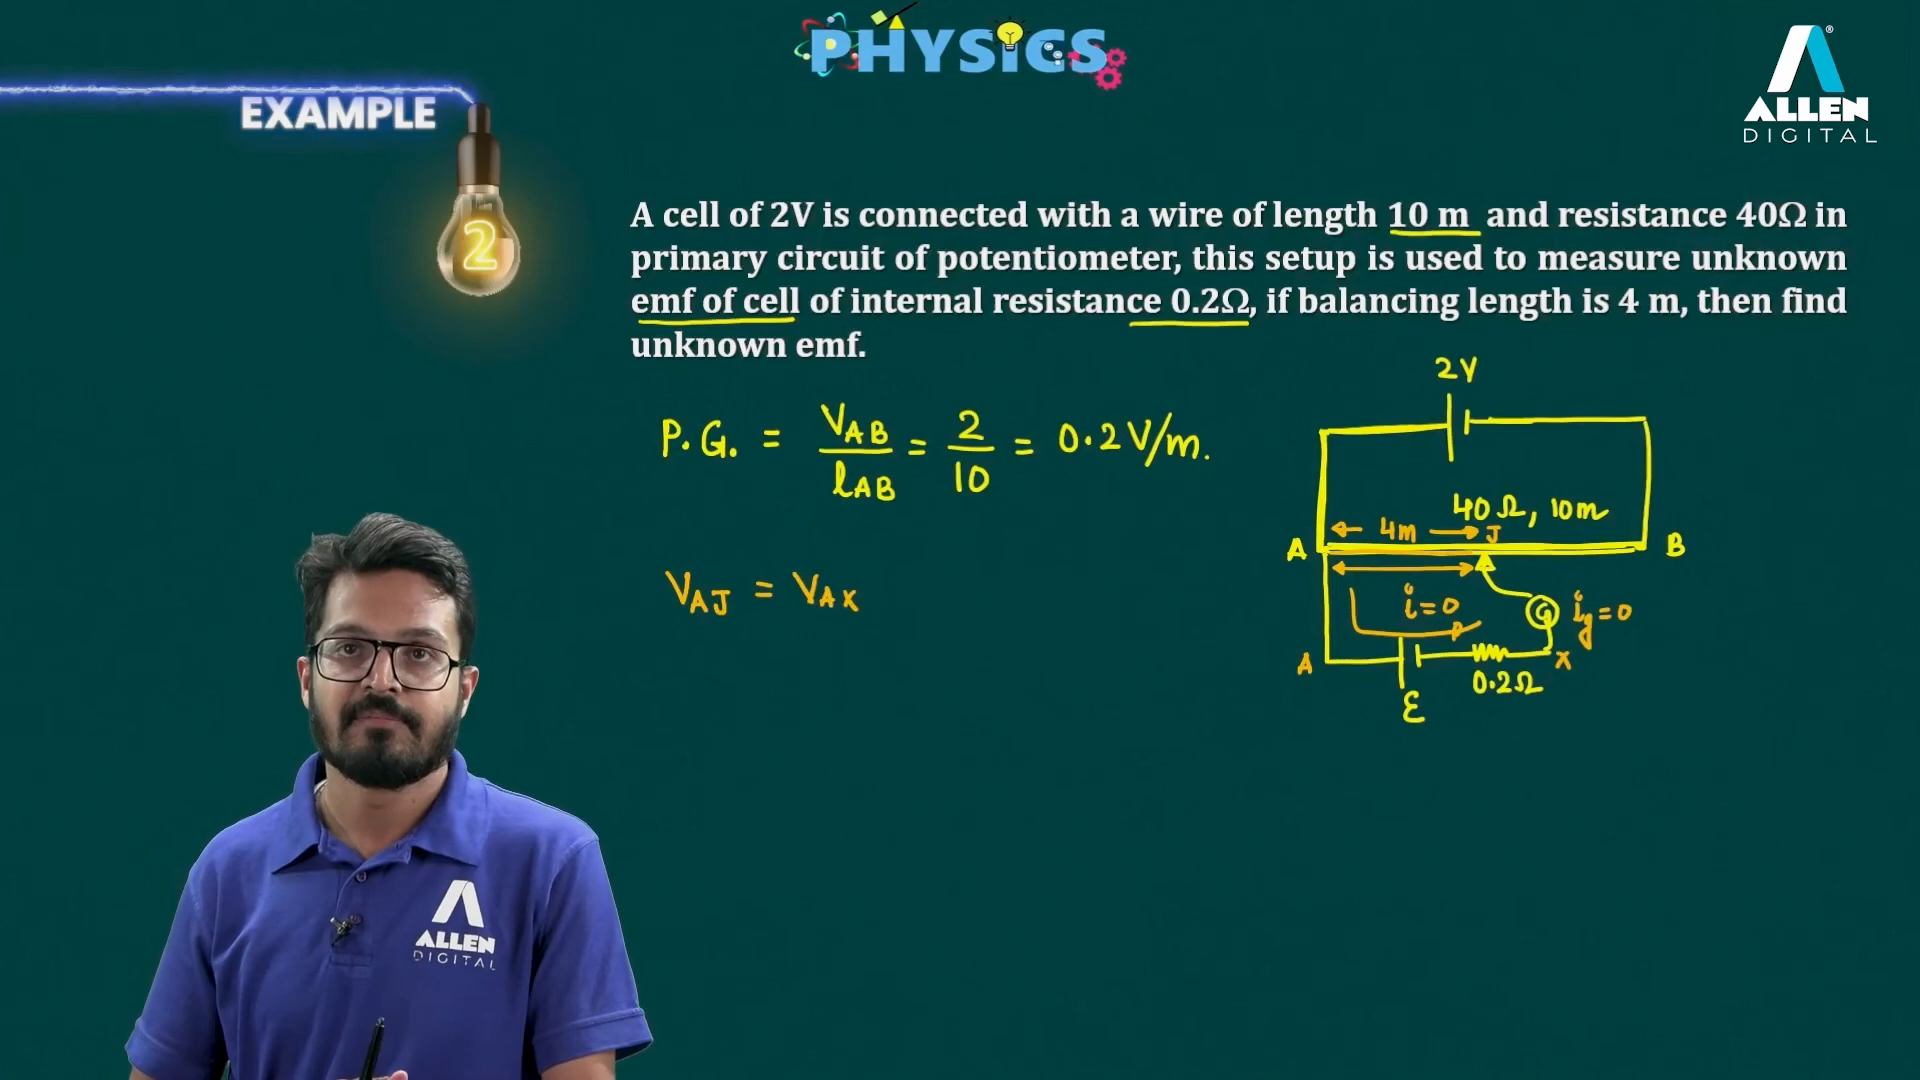 PHYSICS
ALLEN
DIGITAL
EXAMPLE
2
A cell of 2V is connected with a wire of length 10 m and resistance 40Ω in
primary circuit of potentiometer, this setup is used to measure unknown
emf of cell of internal resistance 0.2Ω, if balancing length is 4 m, then find
unknown emf.
P.G. = V_AB / l_AB = 2/10 = 0.2 V/m.
V_AJ = V_AX
2V
40Ω, 10m
4m J
A B
i=0 G i_g=0
A X
0.2Ω
ε
ALLEN
DIGITAL